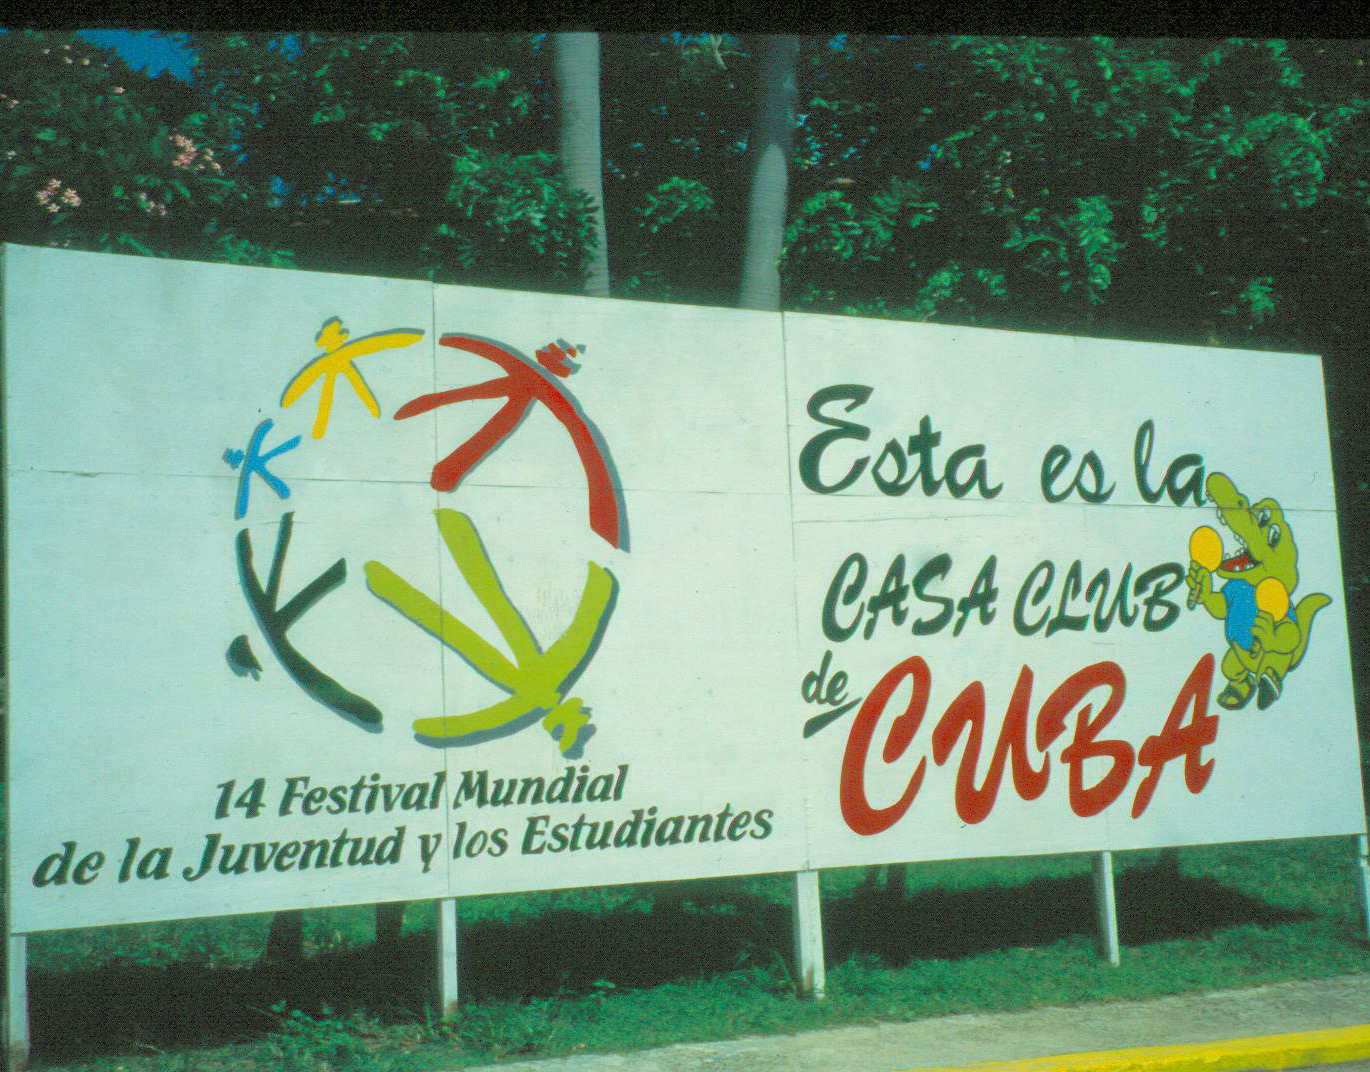 14 Festival Mundial
de la Juventud y los Estudiantes
Esta es la
CASA CLUB
de CUBA